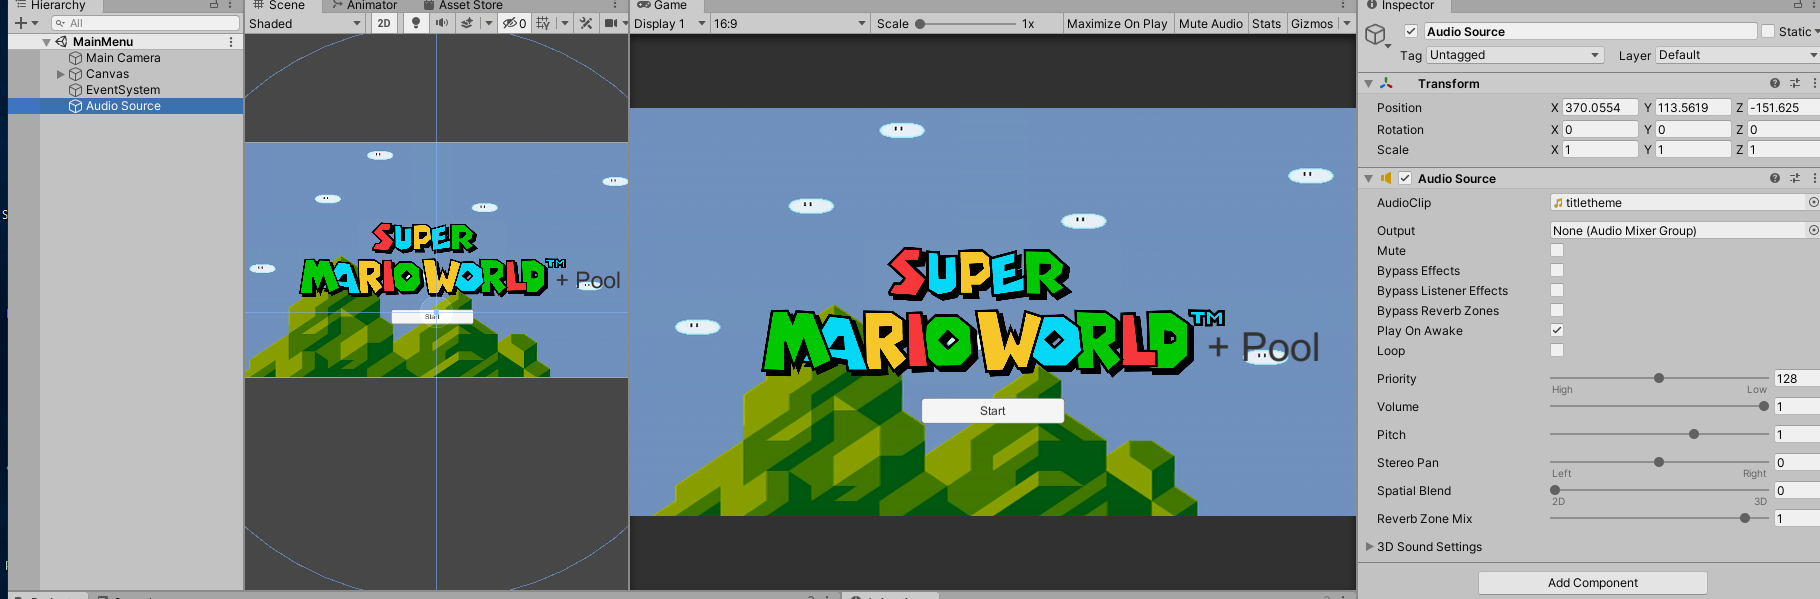 Hierarchy
All
MainMenu
Main Camera
Canvas
EventSystem
Audio Source
Scene
Animator
Asset Store
Shaded
2D
0
SUPER
MARIO WORLD TM
+ Pool
Start
Game
Display 1
16:9
Scale
1x
Maximize On Play
Mute Audio
Stats
Gizmos
SUPER
MARIO WORLD TM
+ Pool
Start
Inspector
Audio Source
Static
Tag Untagged
Layer Default
Transform
Position X 370.0554 Y 113.5619 Z -151.625
Rotation X 0 Y 0 Z 0
Scale X 1 Y 1 Z 1
Audio Source
AudioClip titletheme
Output None (Audio Mixer Group)
Mute
Bypass Effects
Bypass Listener Effects
Bypass Reverb Zones
Play On Awake
Loop
Priority 128
High Low
Volume 1
Pitch 1
Stereo Pan 0
Left Right
Spatial Blend 0
2D 3D
Reverb Zone Mix 1
3D Sound Settings
Add Component